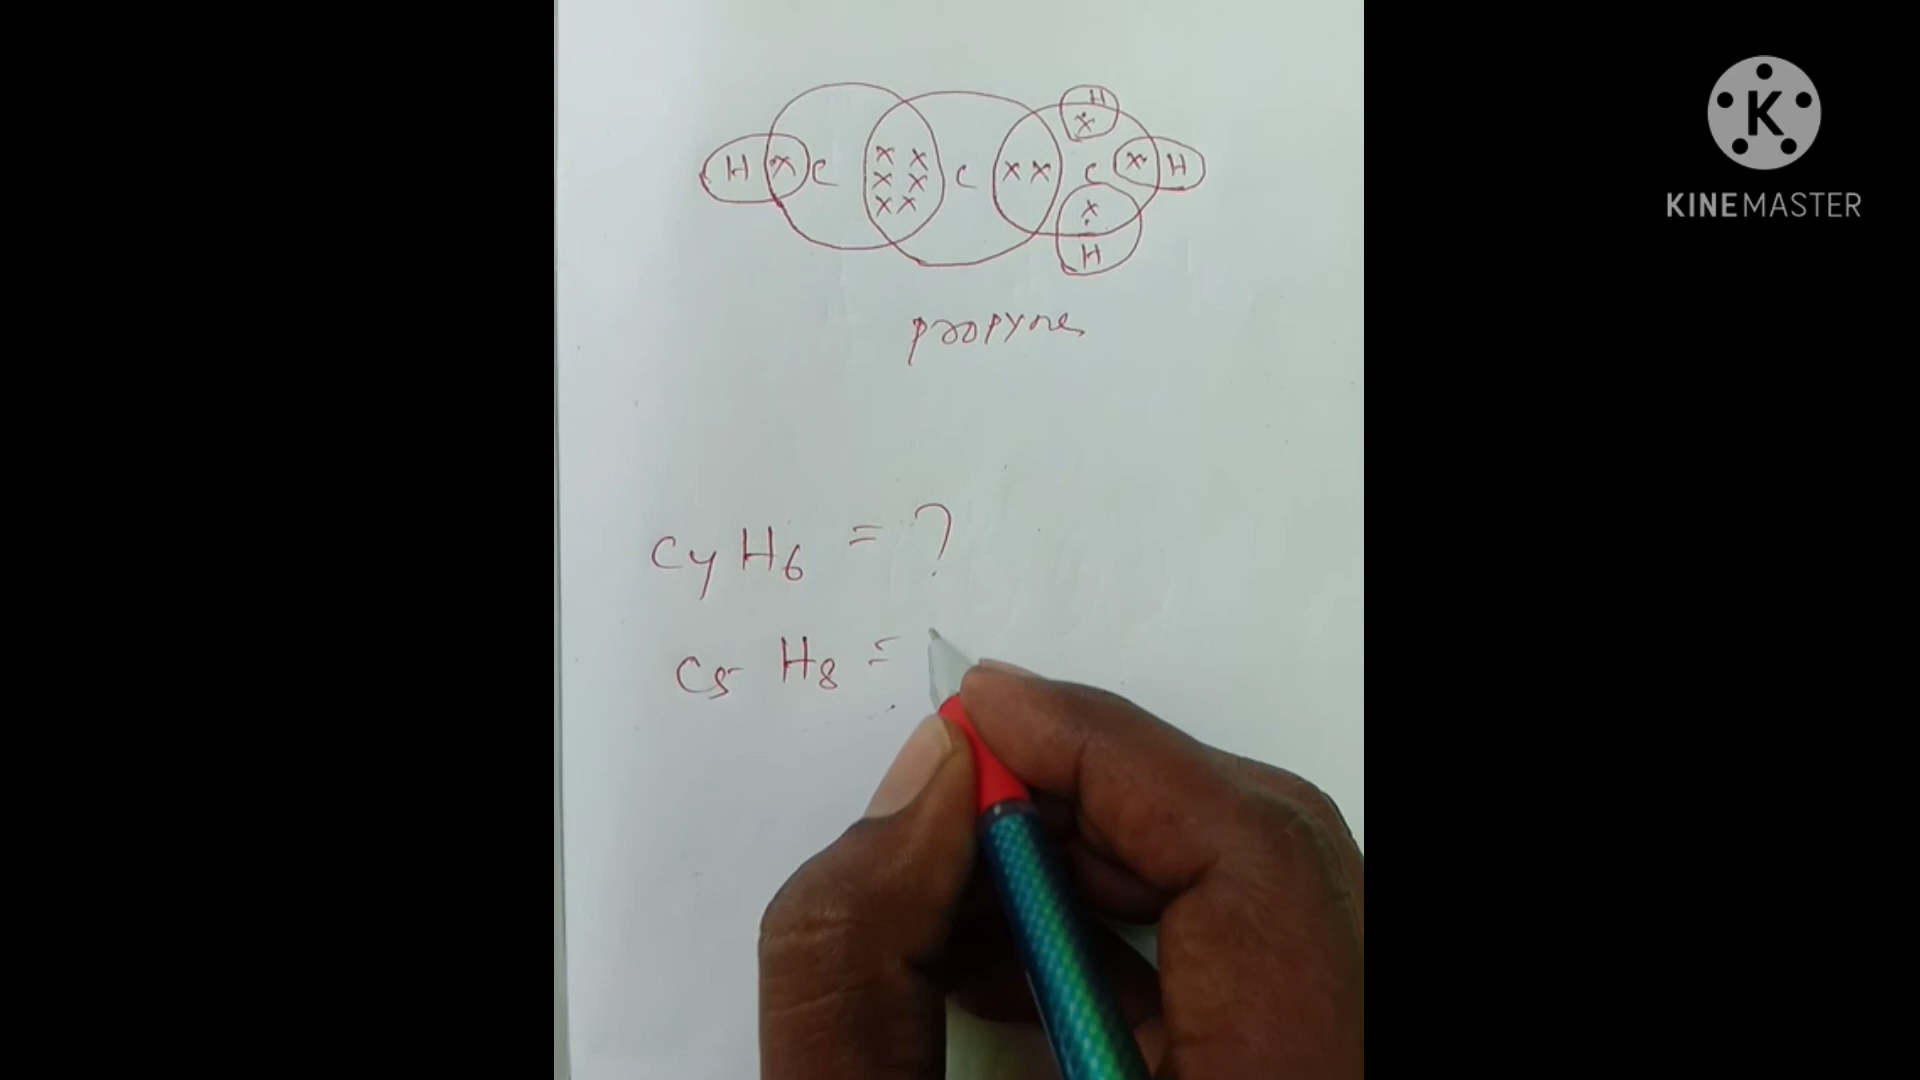 H
H x C x x x x x x C x x C x H
x
x
H
propyne
C4 H6 = ?
C5 H8 =
K
KINEMASTER